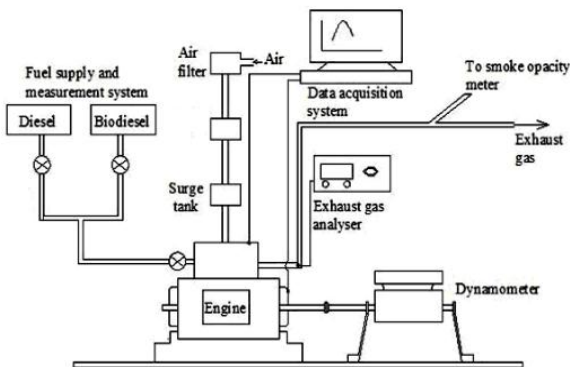 Fuel supply and
measurement system
Diesel
Biodiesel
Air
filter
Air
Data acquisition
system
To smoke opacity
meter
Exhaust
gas
Surge
tank
Exhaust gas
analyser
Engine
Dynamometer